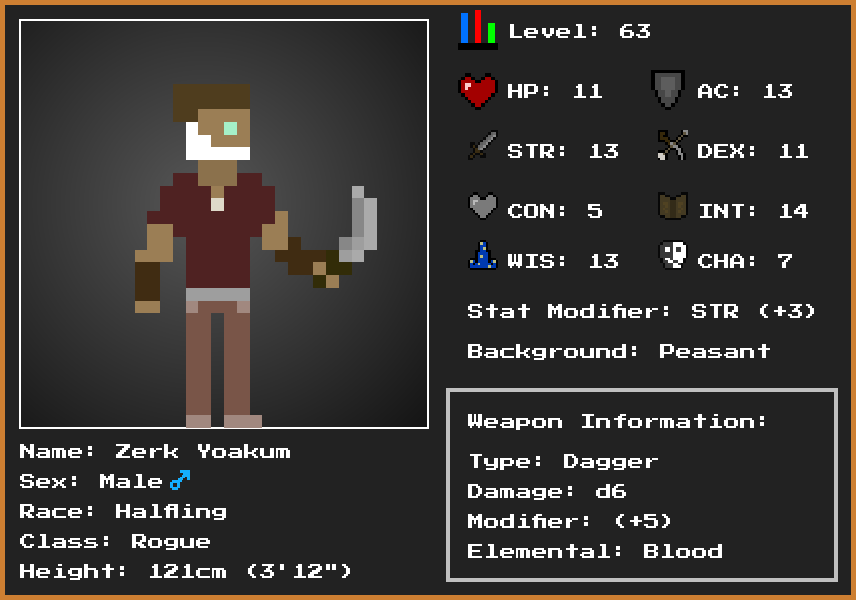 Level: 63
HP: 11
AC: 13
STR: 13
DEX: 11
CON: 5
INT: 14
WIS: 13
CHA: 7
Stat Modifier: STR (+3)
Background: Peasant
Weapon Information:
Type: Dagger
Damage: d6
Modifier: (+5)
Elemental: Blood
Name: Zerk Yoakum
Sex: Male♂
Race: Halfling
Class: Rogue
Height: 121cm (3'12")